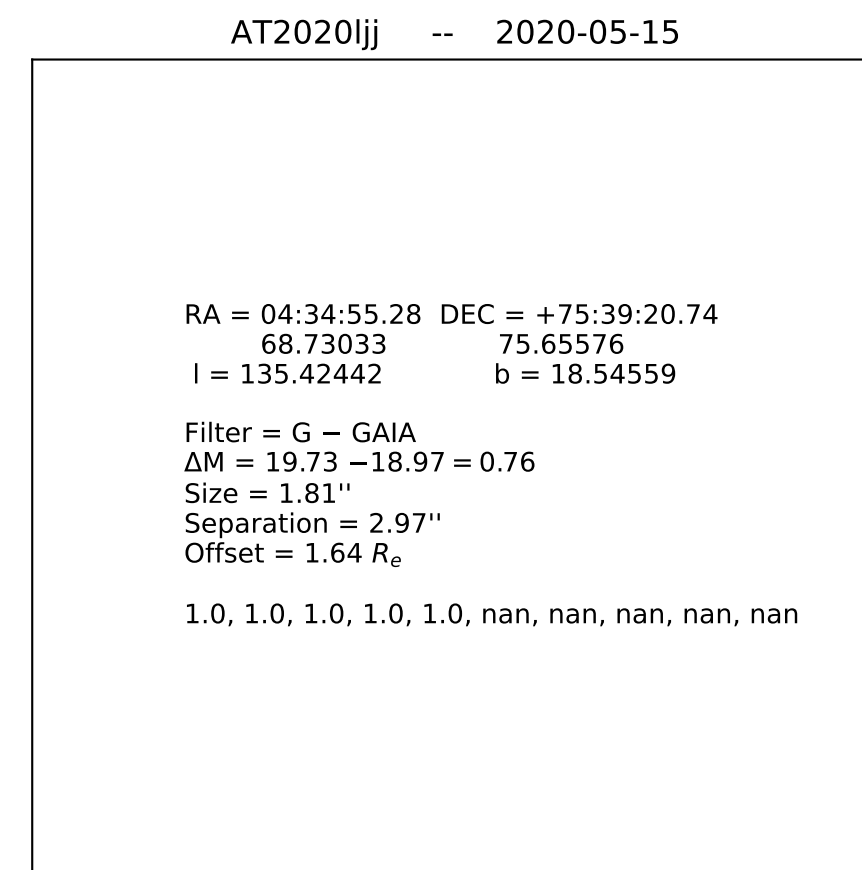 AT2020ljj -- 2020-05-15
RA = 04:34:55.28 DEC = +75:39:20.74
68.73033 75.65576
l = 135.42442 b = 18.54559
Filter = G − GAIA
ΔM = 19.73 −18.97 = 0.76
Size = 1.81''
Separation = 2.97''
Offset = 1.64 Re
1.0, 1.0, 1.0, 1.0, 1.0, nan, nan, nan, nan, nan